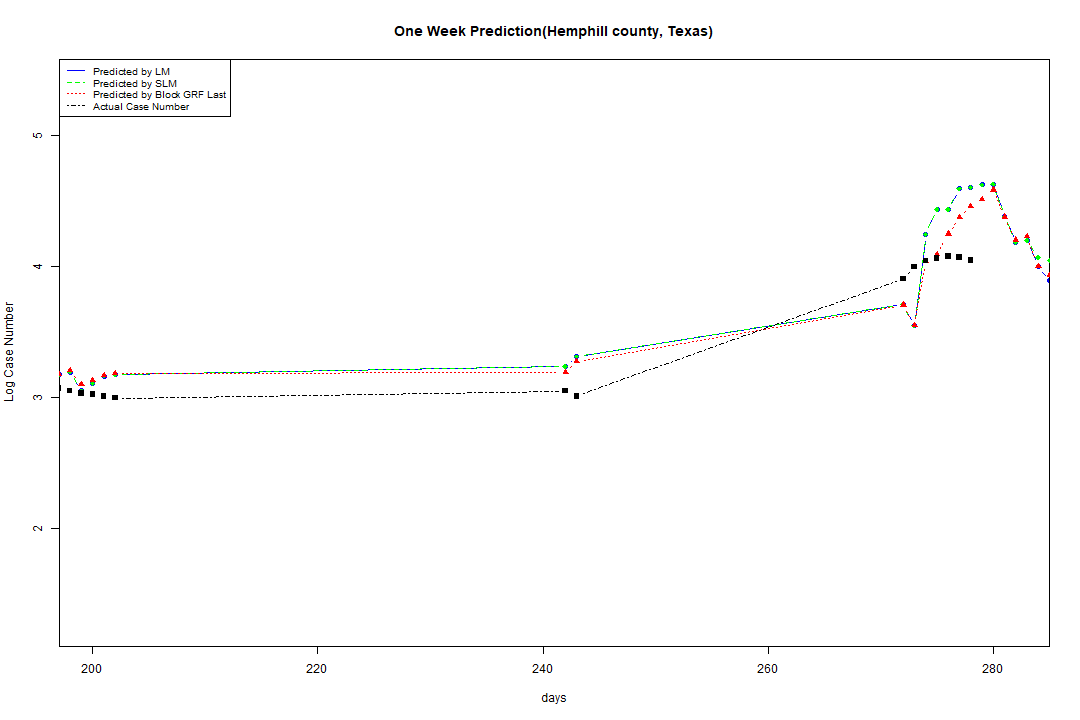 One Week Prediction(Hemphill county, Texas)
Predicted by LM
Predicted by SLM
Predicted by Block GRF Last
Actual Case Number
5
4
3
2
Log Case Number
200 220 240 260 280
days